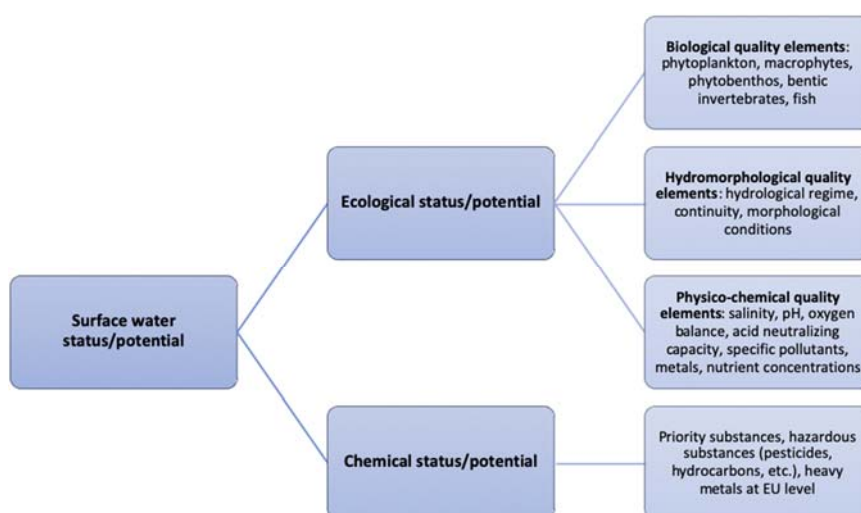 Biological quality elements:
phytoplankton, macrophytes,
phytobenthos, bentic
invertebrates, fish
Ecological status/potential
Hydromorphological quality
elements: hydrological regime,
continuity, morphological
conditions
Surface water
status/potential
Physico-chemical quality
elements: salinity, pH, oxygen
balance, acid neutralizing
capacity, specific pollutants,
metals, nutrient concentrations
Chemical status/potential
Priority substances, hazardous
substances (pesticides,
hydrocarbons, etc.), heavy
metals at EU level